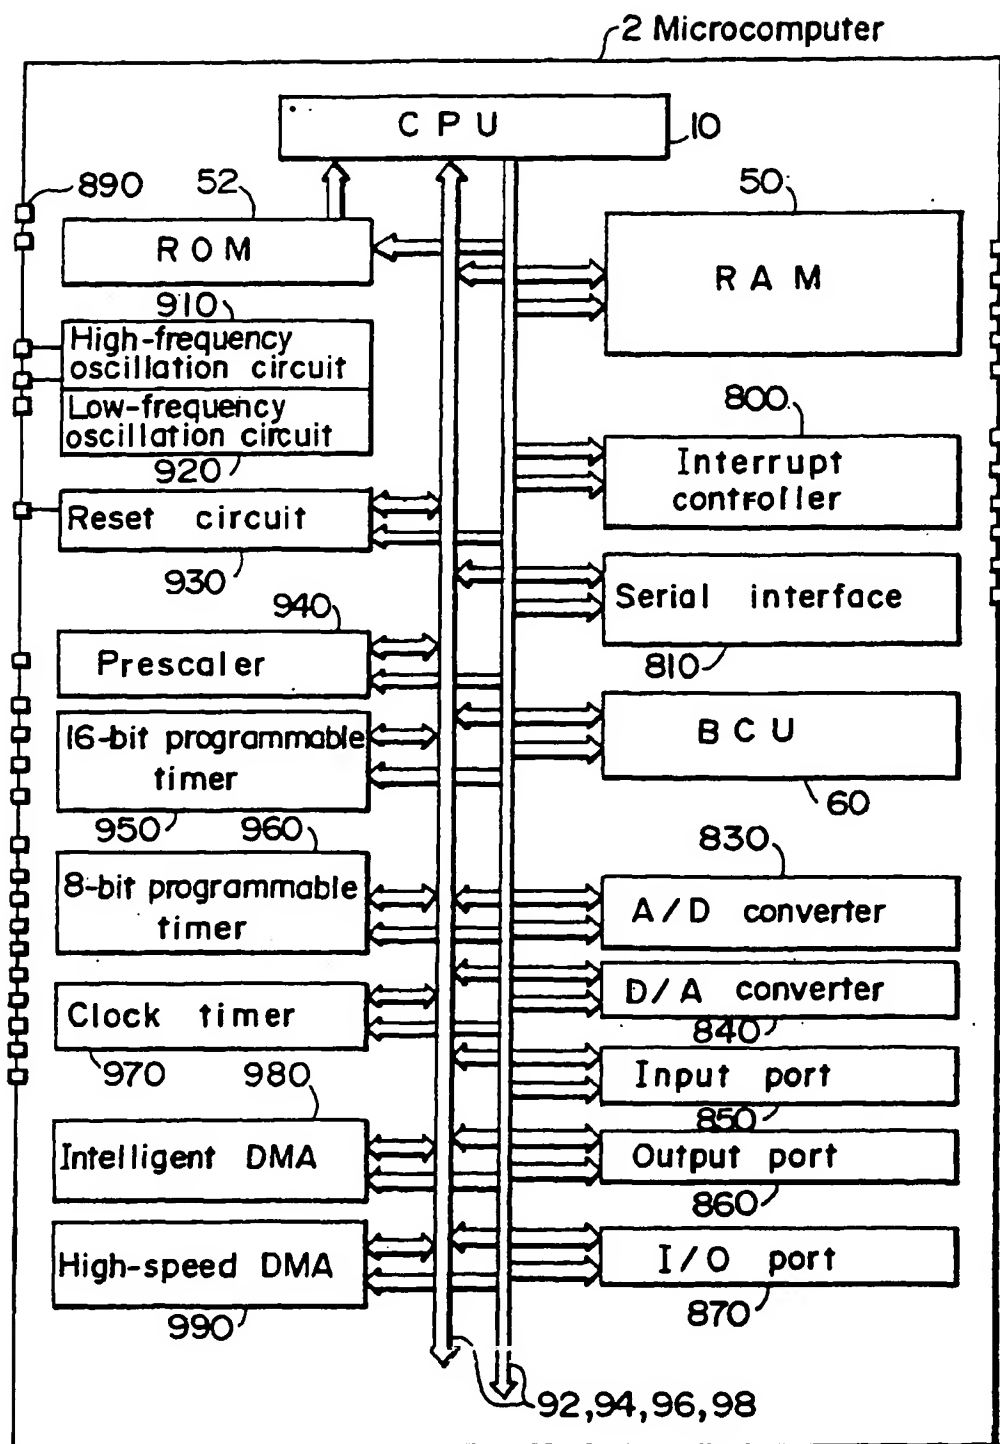 2 Microcomputer
CPU
10
890
52
ROM
50
RAM
910
High-frequency
oscillation circuit
Low-frequency
oscillation circuit
920
800
Interrupt
controller
Reset circuit
930
Serial interface
810
940
Prescaler
16-bit programmable
timer
950
BCU
60
960
8-bit programmable
timer
830
A/D converter
D/A converter
840
Clock timer
970
Input port
850
980
Intelligent DMA
Output port
860
High-speed DMA
990
I/O port
870
92,94,96,98